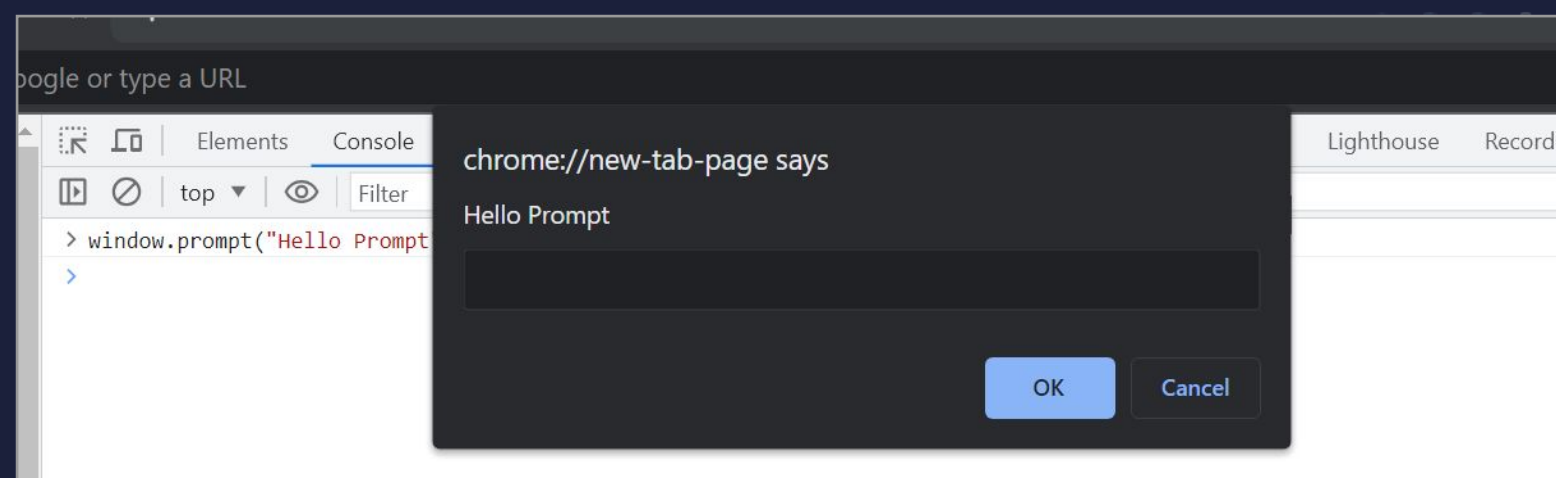 oogle or type a URL
Elements Console Lighthouse Record
top Filter
> window.prompt("Hello Prompt
>
chrome://new-tab-page says
Hello Prompt
OK Cancel